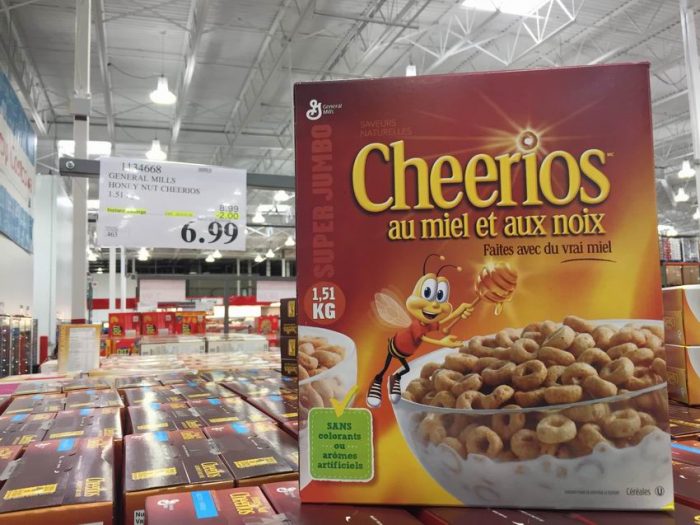 1134668
GENERAL MILLS
HONEY NUT CHEERIOS
1.51
8.99
-2.00
6.99
General
Mills
SAVEURS
NATURELLES
SUPER JUMBO
Cheerios
au miel et aux noix
Faites avec du vrai miel
1,51
KG
SANS
colorants
ou
arômes
artificiels
Céréales